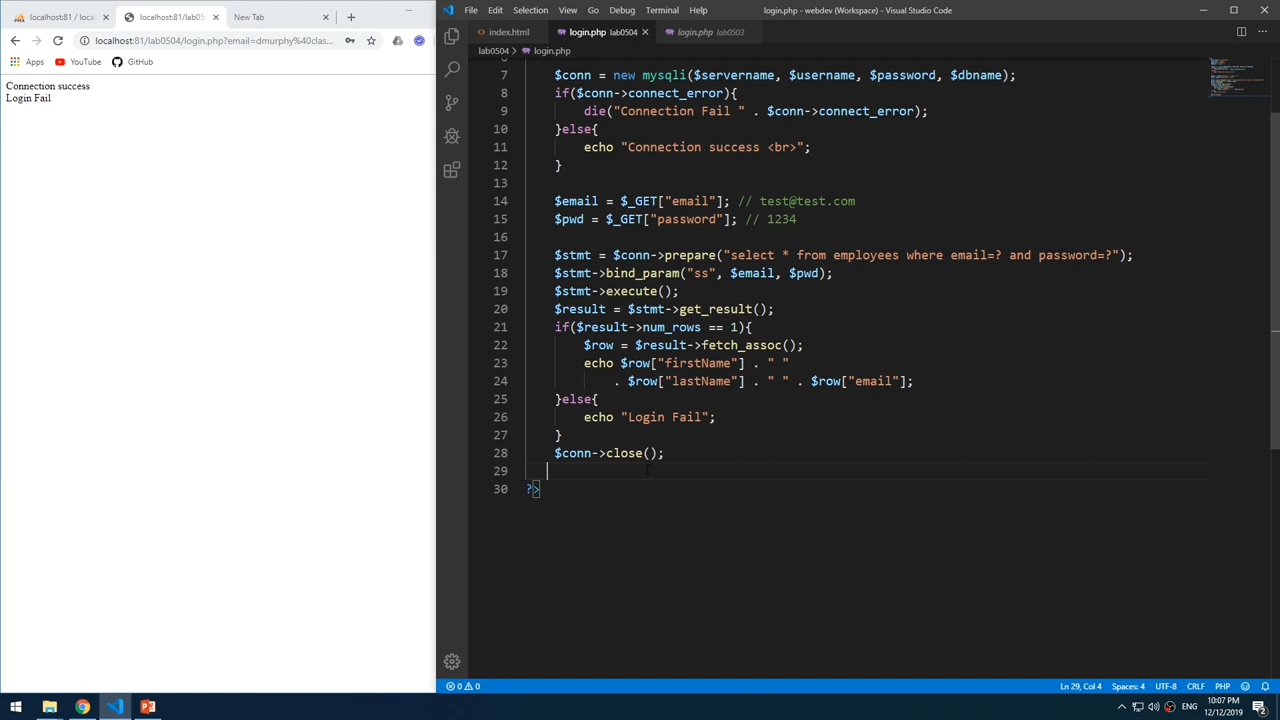 localhost:81 / local
localhost:81/lab05
New Tab
localhost:81/lab0504/login.php?email=dmurphy%40clas...
Apps
YouTube
GitHub
Connection success
Login Fail
File Edit Selection View Go Debug Terminal Help
login.php - webdev (Workspace) - Visual Studio Code
index.html
login.php lab0504
login.php lab0503
lab0504 > login.php
7 $conn = new mysqli($servername, $username, $password, $dbname);
8 if($conn->connect_error){
9 die("Connection Fail " . $conn->connect_error);
10 }else{
11 echo "Connection success <br>";
12 }
13
14 $email = $_GET["email"]; // test@test.com
15 $pwd = $_GET["password"]; // 1234
16
17 $stmt = $conn->prepare("select * from employees where email=? and password=?");
18 $stmt->bind_param("ss", $email, $pwd);
19 $stmt->execute();
20 $result = $stmt->get_result();
21 if($result->num_rows == 1){
22 $row = $result->fetch_assoc();
23 echo $row["firstName"] . " "
24 . $row["lastName"] . " " . $row["email"];
25 }else{
26 echo "Login Fail";
27 }
28 $conn->close();
29
30 ?>
0 0
Ln 29, Col 4
Spaces: 4
UTF-8
CRLF
PHP
ENG
10:07 PM
12/12/2019
2